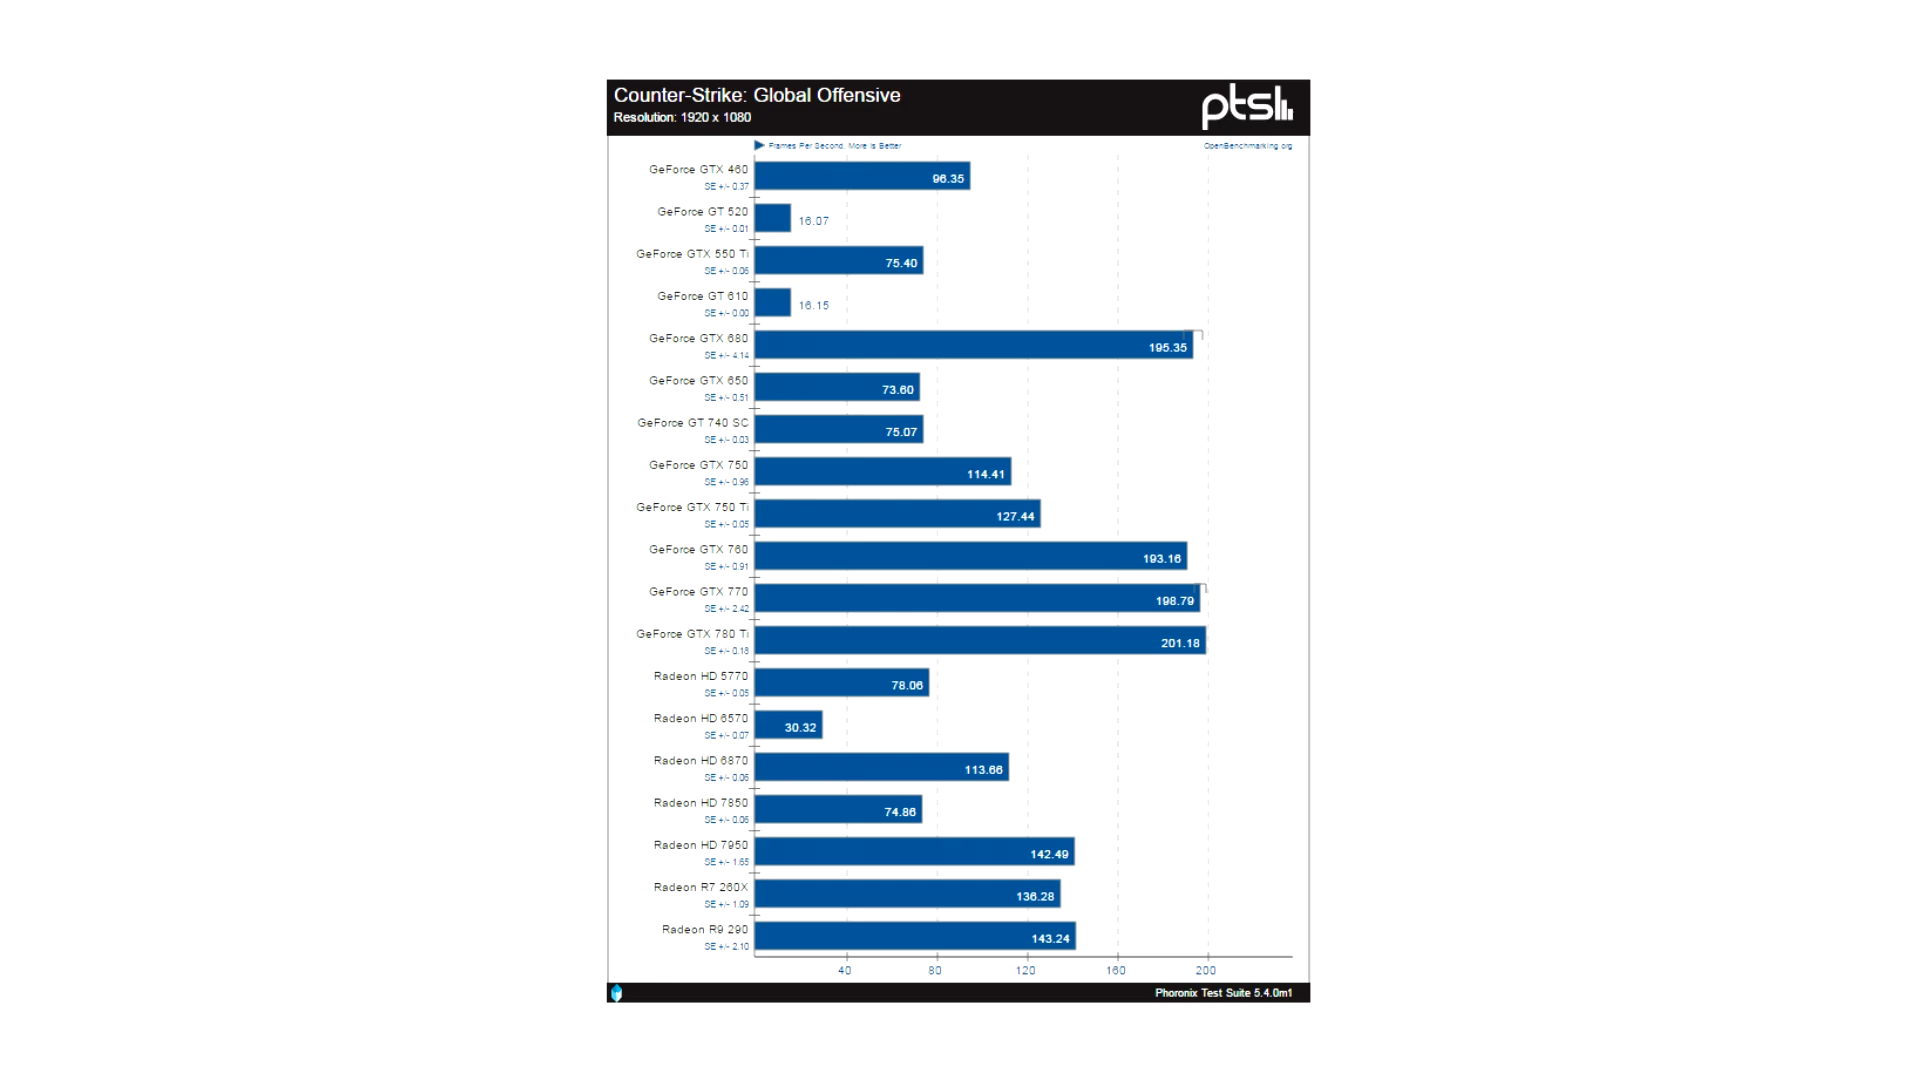 Counter-Strike: Global Offensive
Resolution: 1920 x 1080
ptsl
Frames Per Second, More Is Better
OpenBenchmarking.org
GeForce GTX 460
SE +/- 0.37
96.35
GeForce GT 520
SE +/- 0.01
16.07
GeForce GTX 550 Ti
SE +/- 0.06
75.40
GeForce GT 610
SE +/- 0.00
16.15
GeForce GTX 680
SE +/- 4.14
195.35
GeForce GTX 650
SE +/- 0.51
73.60
GeForce GT 740 SC
SE +/- 0.03
75.07
GeForce GTX 750
SE +/- 0.96
114.41
GeForce GTX 750 Ti
SE +/- 0.05
127.44
GeForce GTX 760
SE +/- 0.91
193.16
GeForce GTX 770
SE +/- 2.42
198.79
GeForce GTX 780 Ti
SE +/- 0.18
201.18
Radeon HD 5770
SE +/- 0.05
78.06
Radeon HD 6570
SE +/- 0.07
30.32
Radeon HD 6870
SE +/- 0.06
113.66
Radeon HD 7850
SE +/- 0.06
74.86
Radeon HD 7950
SE +/- 1.65
142.49
Radeon R7 260X
SE +/- 1.09
136.28
Radeon R9 290
SE +/- 2.10
143.24
40 80 120 160 200
Phoronix Test Suite 5.4.0m1